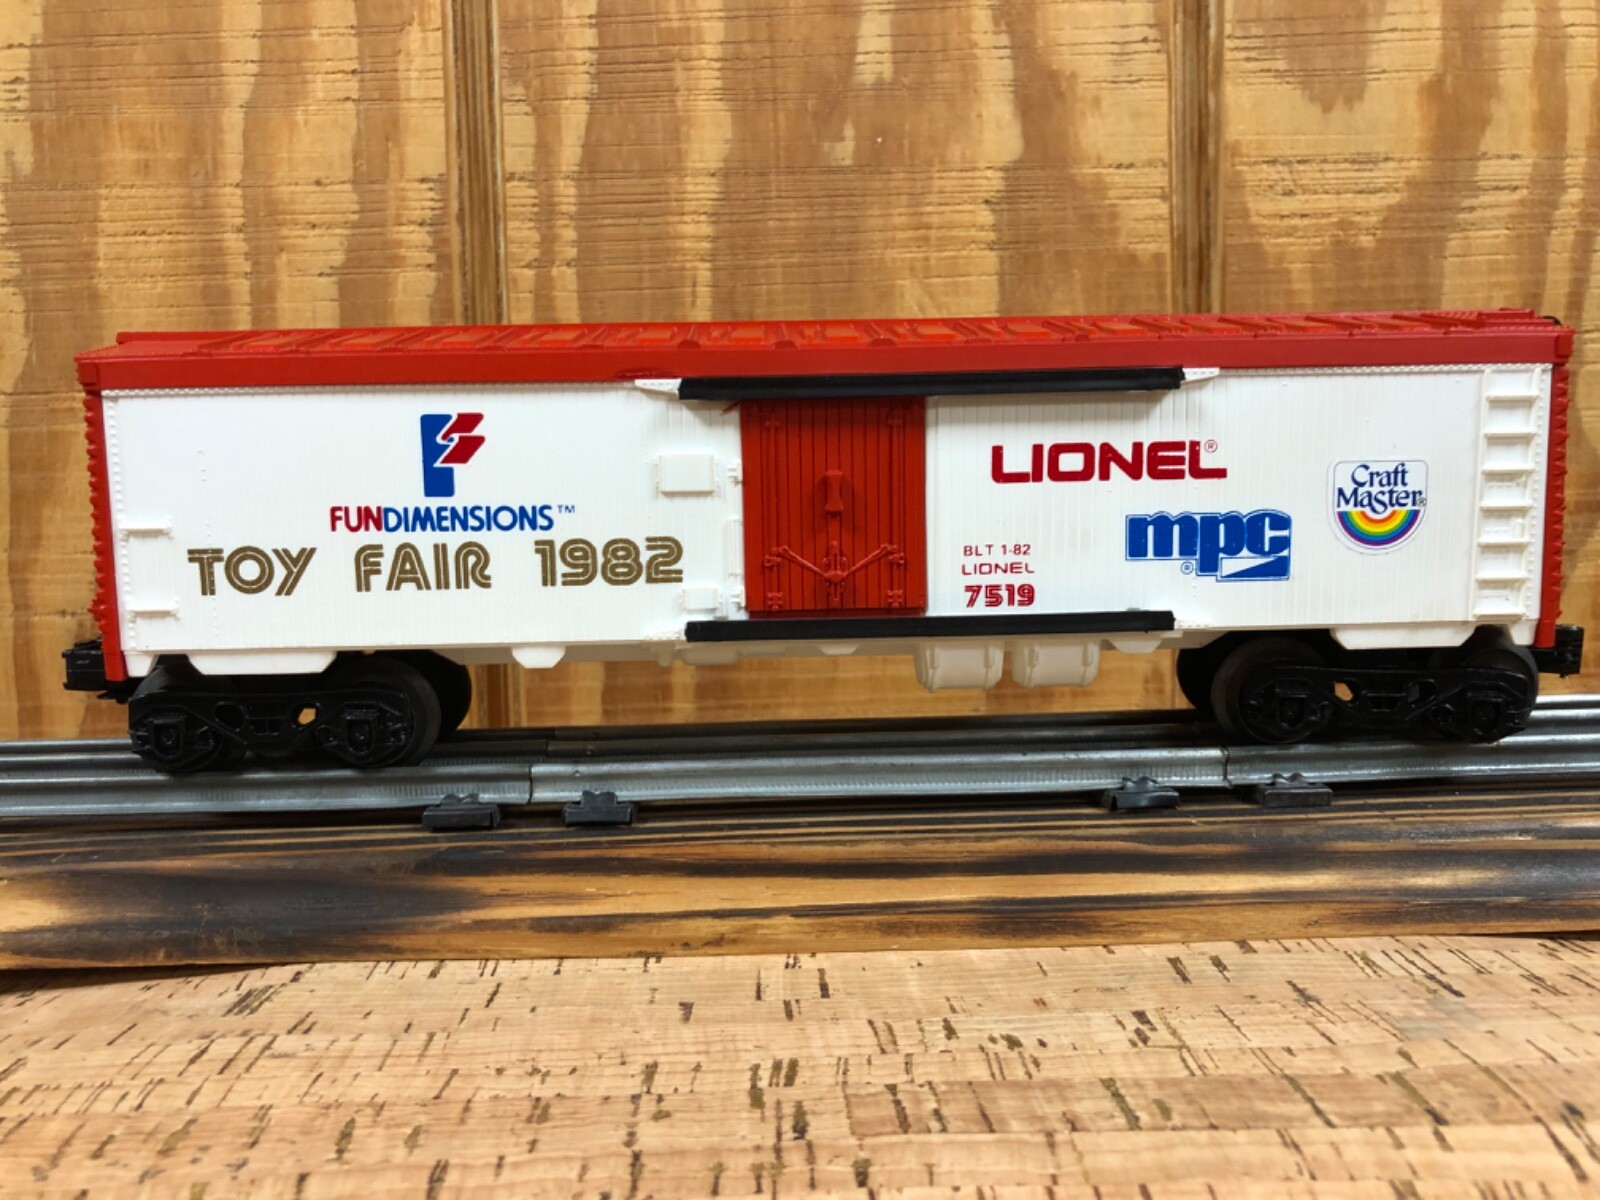 FUNDIMENSIONS™
TOY FAIR 1982
LIONEL®
mpc®
BLT 1-82
LIONEL
7519
Craft
Master®